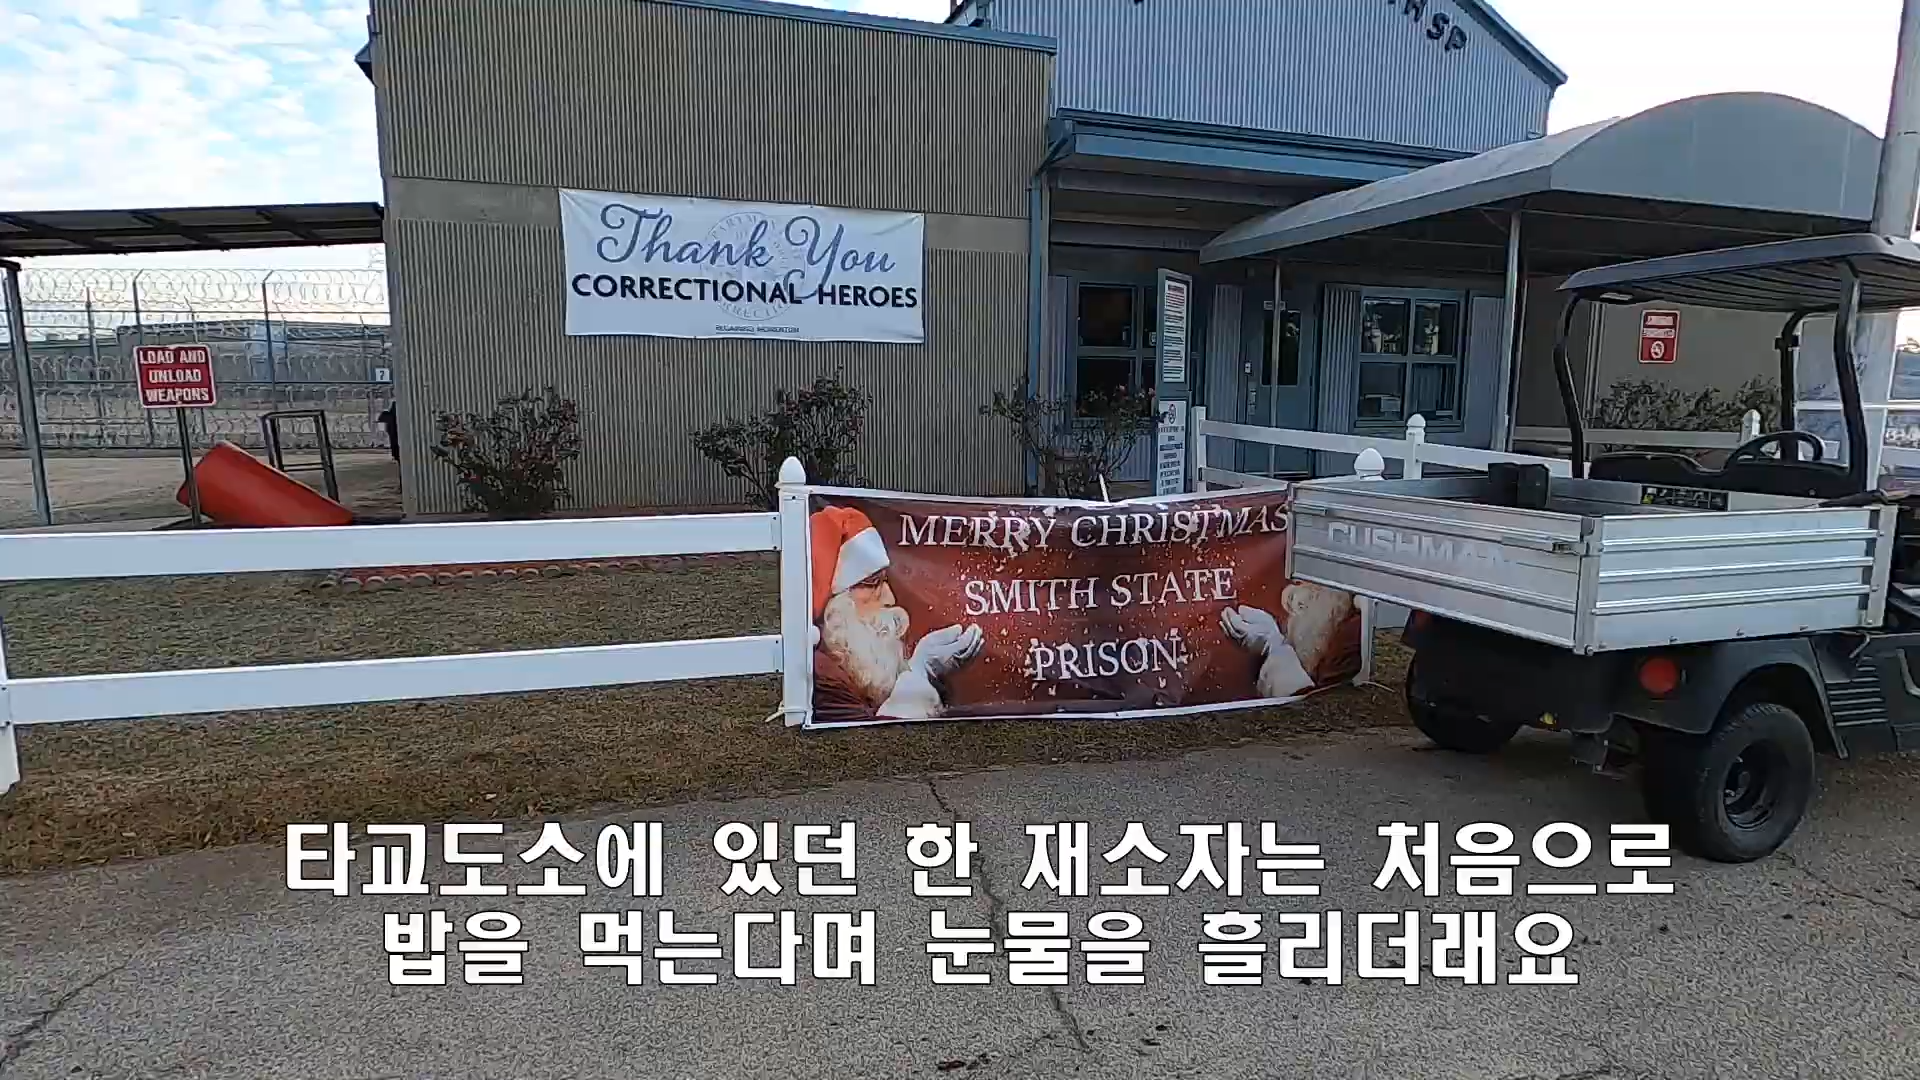 HSP
Thank You
CORRECTIONAL HEROES
LOAD AND
UNLOAD
WEAPONS
7
MERRY CHRISTMAS
SMITH STATE
PRISON
CUSHMAN
타교도소에 있던 한 재소자는 처음으로
밥을 먹는다며 눈물을 흘리더래요